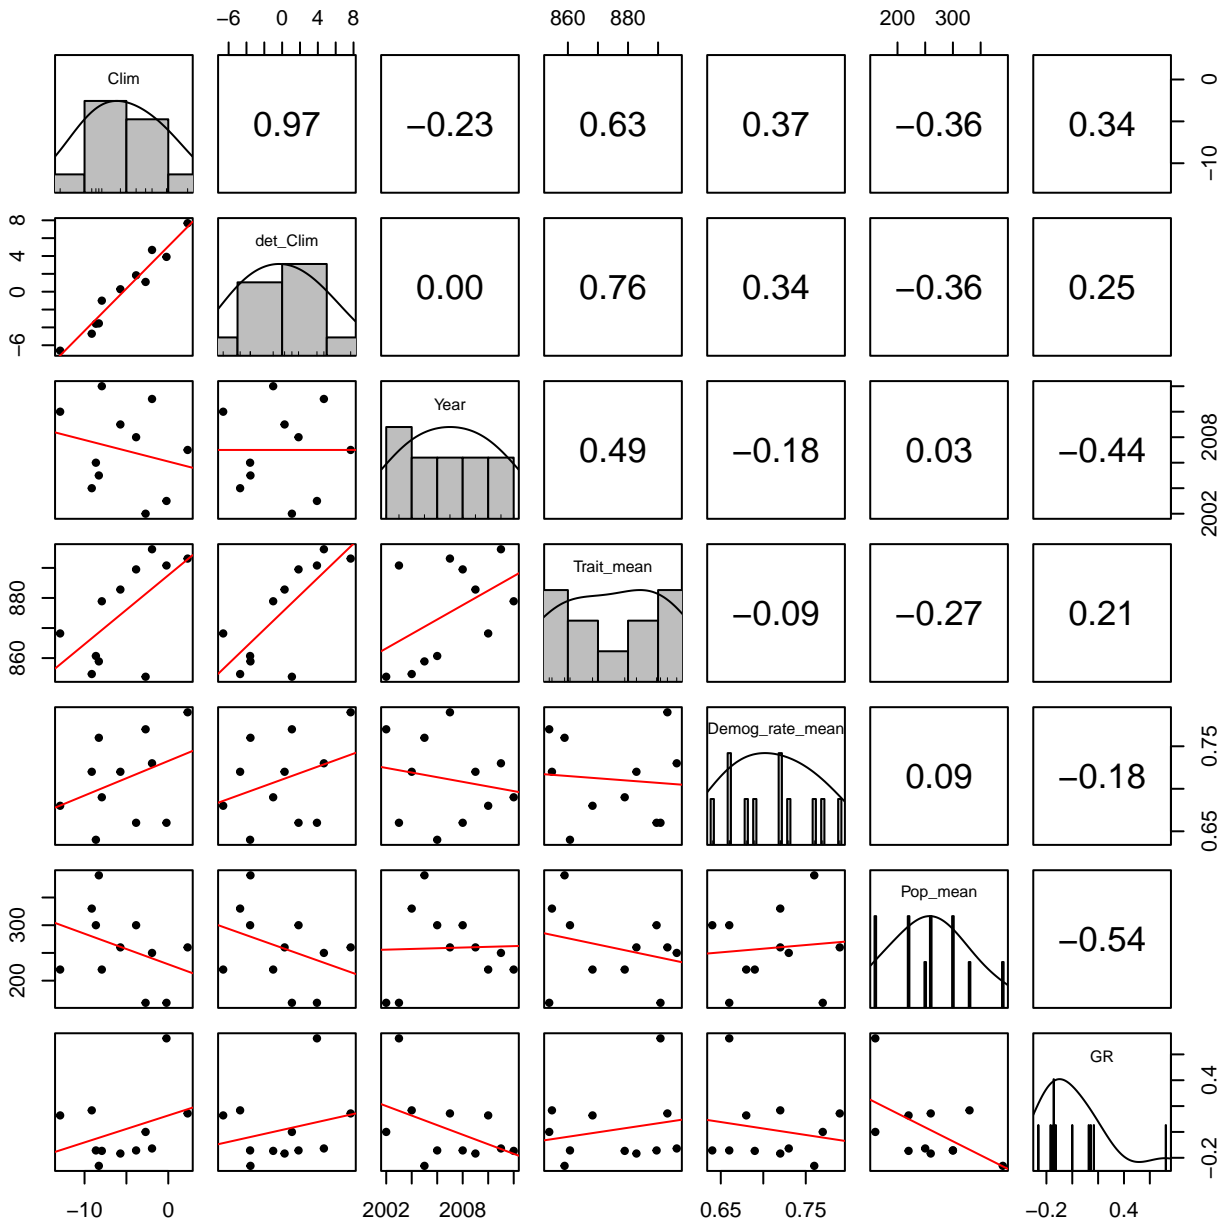 −6 0 4 8 860 880 200 300
Clim
0.97 −0.23 0.63 0.37 −0.36 0.34
−10 0
−6 0 4 8
det_Clim
0.00 0.76 0.34 −0.36 0.25
Year
0.49 −0.18 0.03 −0.44
2002 2008
860 880
Trait_mean
−0.09 −0.27 0.21
Demog_rate_mean
0.09 −0.18
0.65 0.75
200 300
Pop_mean
−0.54
GR
−0.2 0.4
−10 0 2002 2008 0.65 0.75 −0.2 0.4